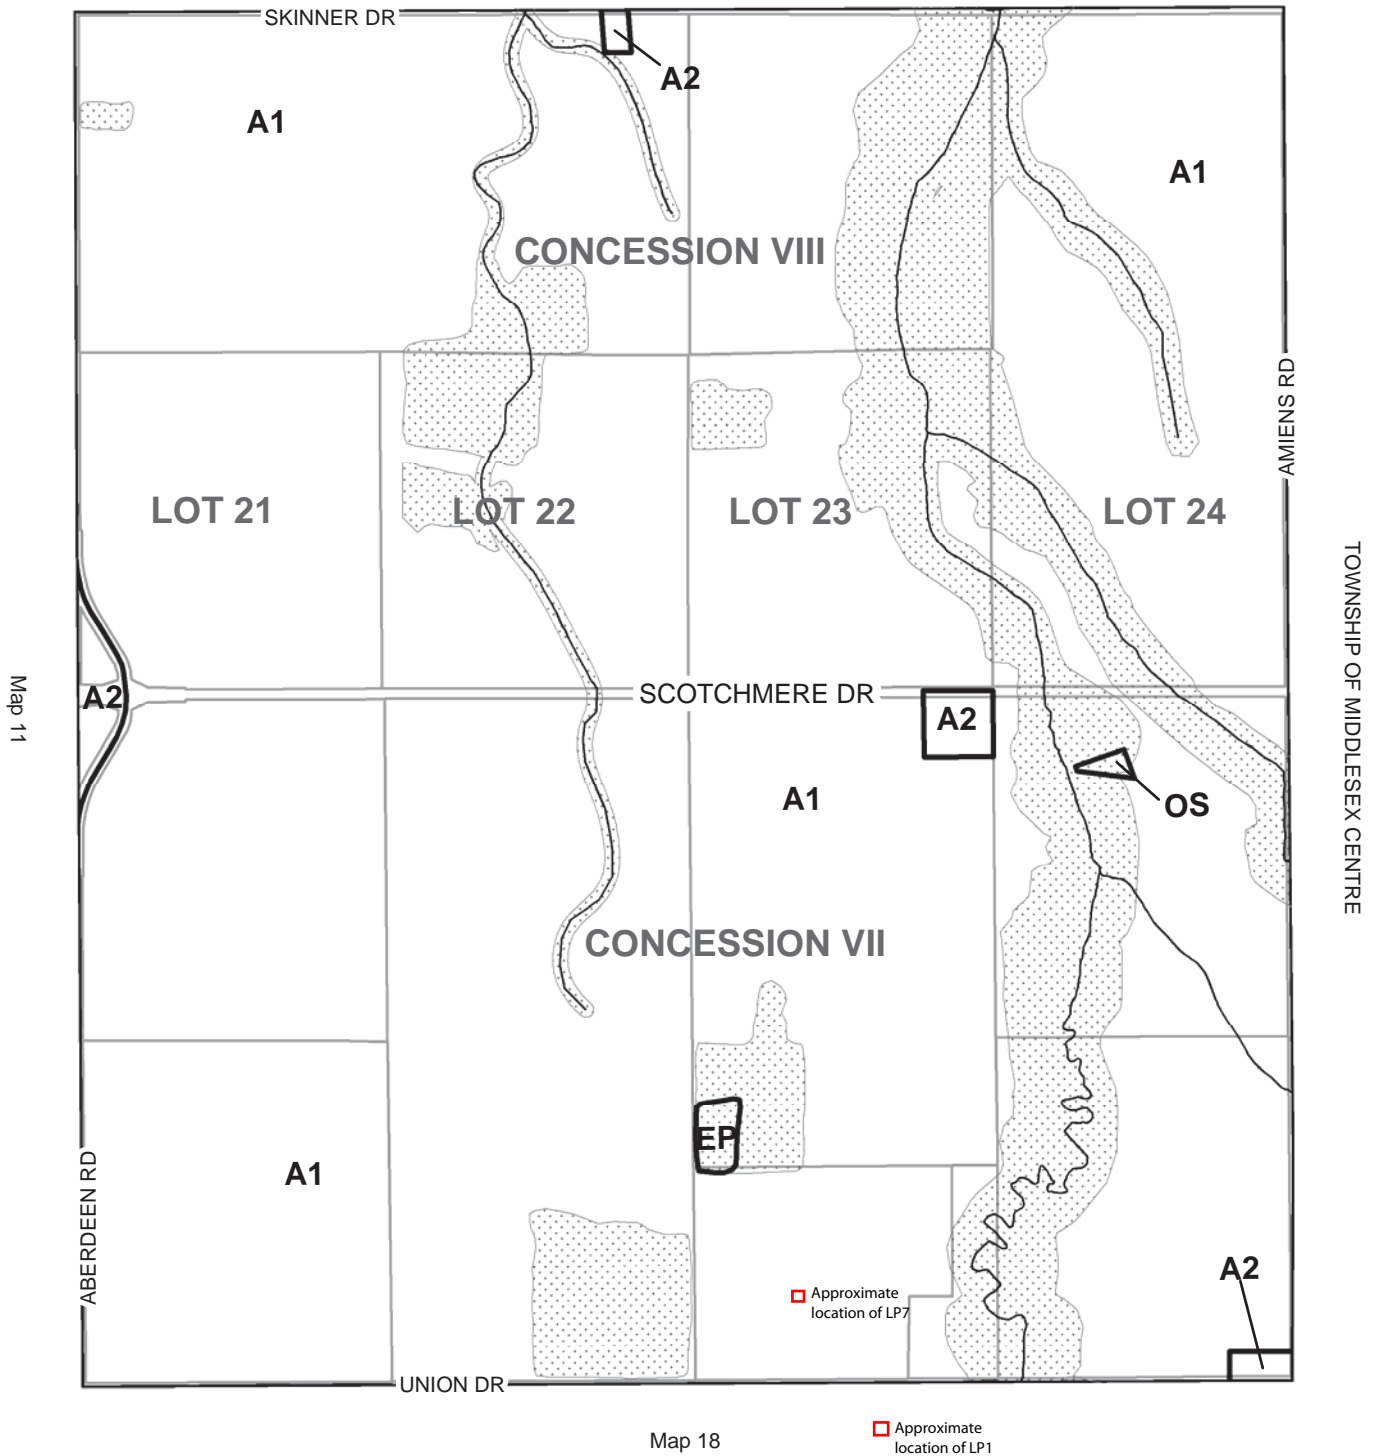 SKINNER DR
A2
A1
A1
CONCESSION VIII
AMIENS RD
LOT 21
LOT 22
LOT 23
LOT 24
TOWNSHIP OF MIDDLESEX CENTRE
Map 11
A2
SCOTCHMERE DR
A2
A1
OS
CONCESSION VII
EP
A1
ABERDEEN RD
A2
Approximate
location of LP7
UNION DR
Map 18
Approximate
location of LP1